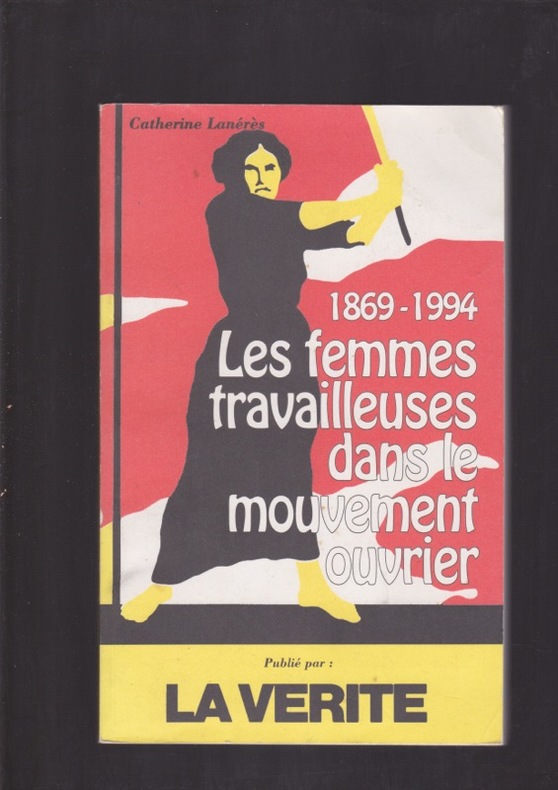 Catherine Lanérès
1869-1994
Les femmes
travailleuses
dans le
mouvement
ouvrier
Publié par :
LA VERITE